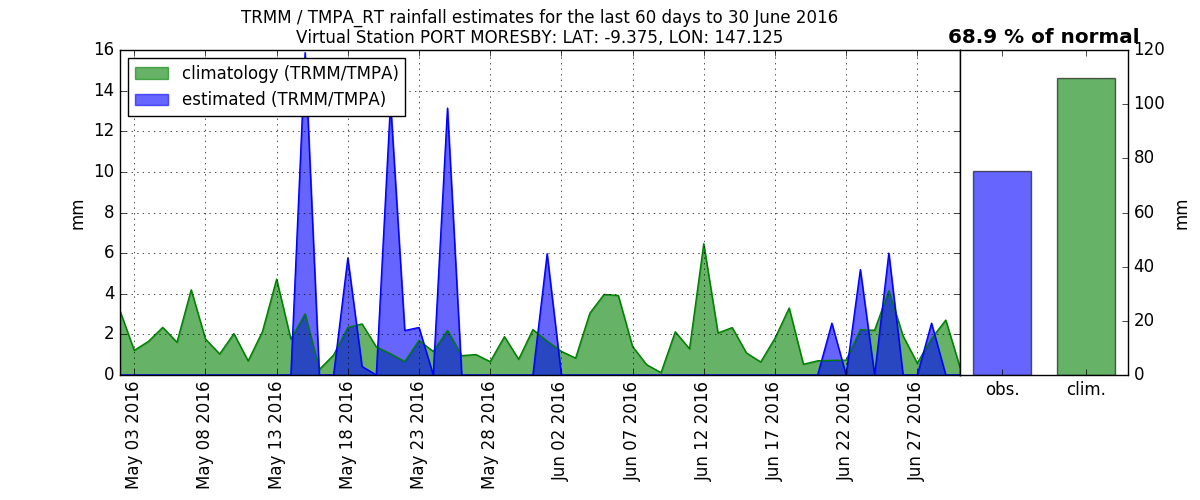 TRMM / TMPA_RT rainfall estimates for the last 60 days to 30 June 2016
Virtual Station PORT MORESBY: LAT: -9.375, LON: 147.125
68.9 % of normal
climatology (TRMM/TMPA)
estimated (TRMM/TMPA)
mm
16
14
12
10
8
6
4
2
0
May 03 2016
May 08 2016
May 13 2016
May 18 2016
May 23 2016
May 28 2016
Jun 02 2016
Jun 07 2016
Jun 12 2016
Jun 17 2016
Jun 22 2016
Jun 27 2016
obs.
clim.
120
100
80
60
40
20
0
mm